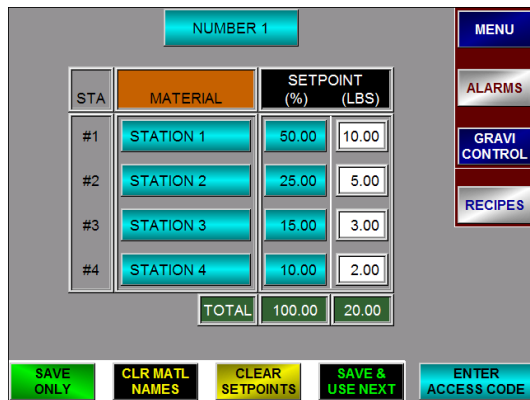 NUMBER 1
MENU
ALARMS
GRAVI
CONTROL
RECIPES
STA MATERIAL SETPOINT
(%) (LBS)
#1 STATION 1 50.00 10.00
#2 STATION 2 25.00 5.00
#3 STATION 3 15.00 3.00
#4 STATION 4 10.00 2.00
TOTAL 100.00 20.00
SAVE
ONLY
CLR MATL
NAMES
CLEAR
SETPOINTS
SAVE &
USE NEXT
ENTER
ACCESS CODE